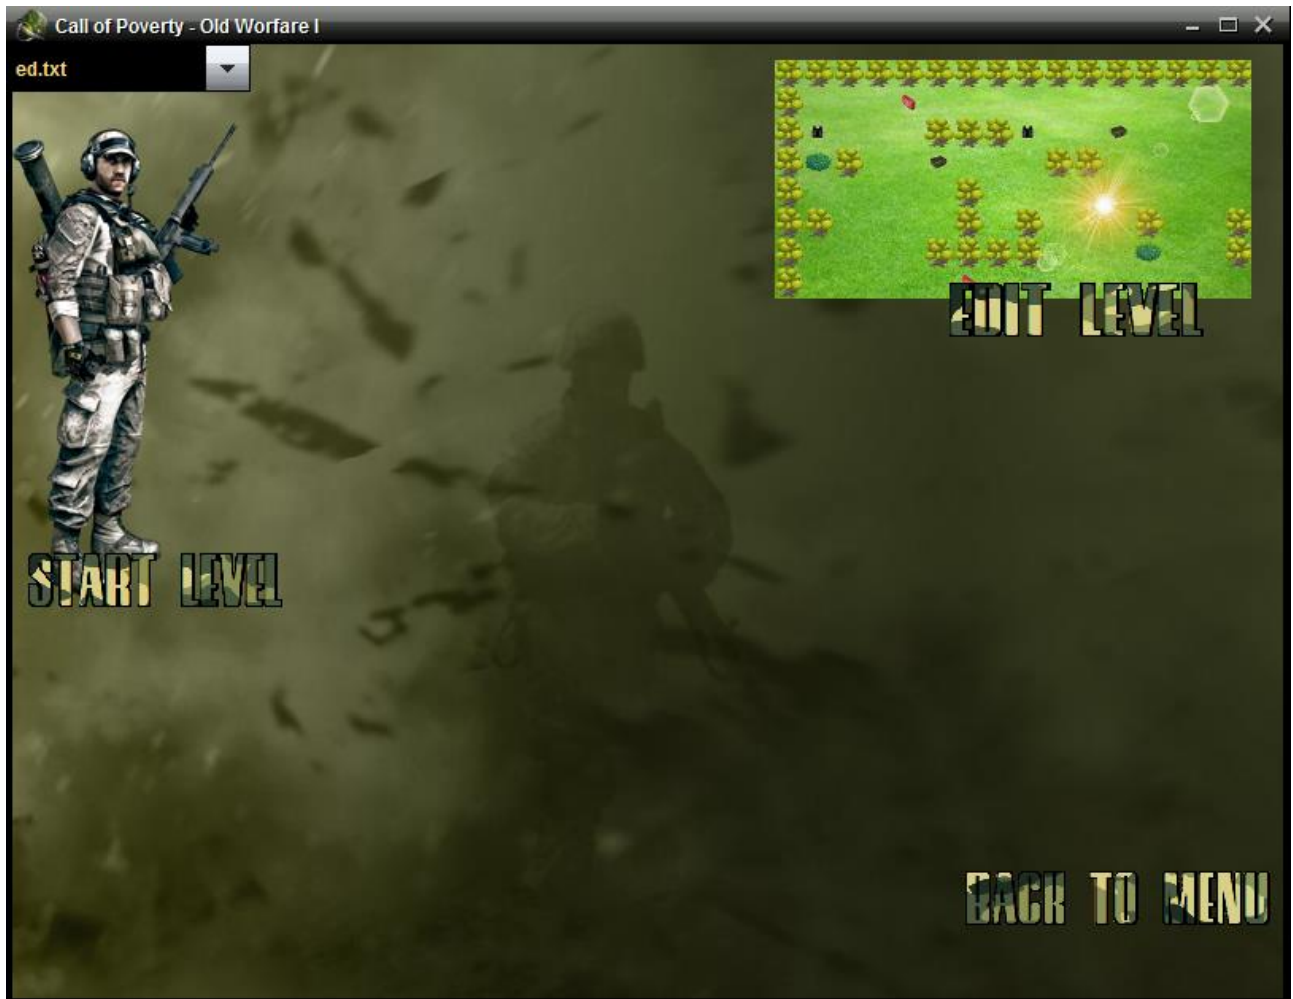 Call of Poverty - Old Worfare I
ed.txt
EDIT LEVEL
START LEVEL
BACK TO MENU